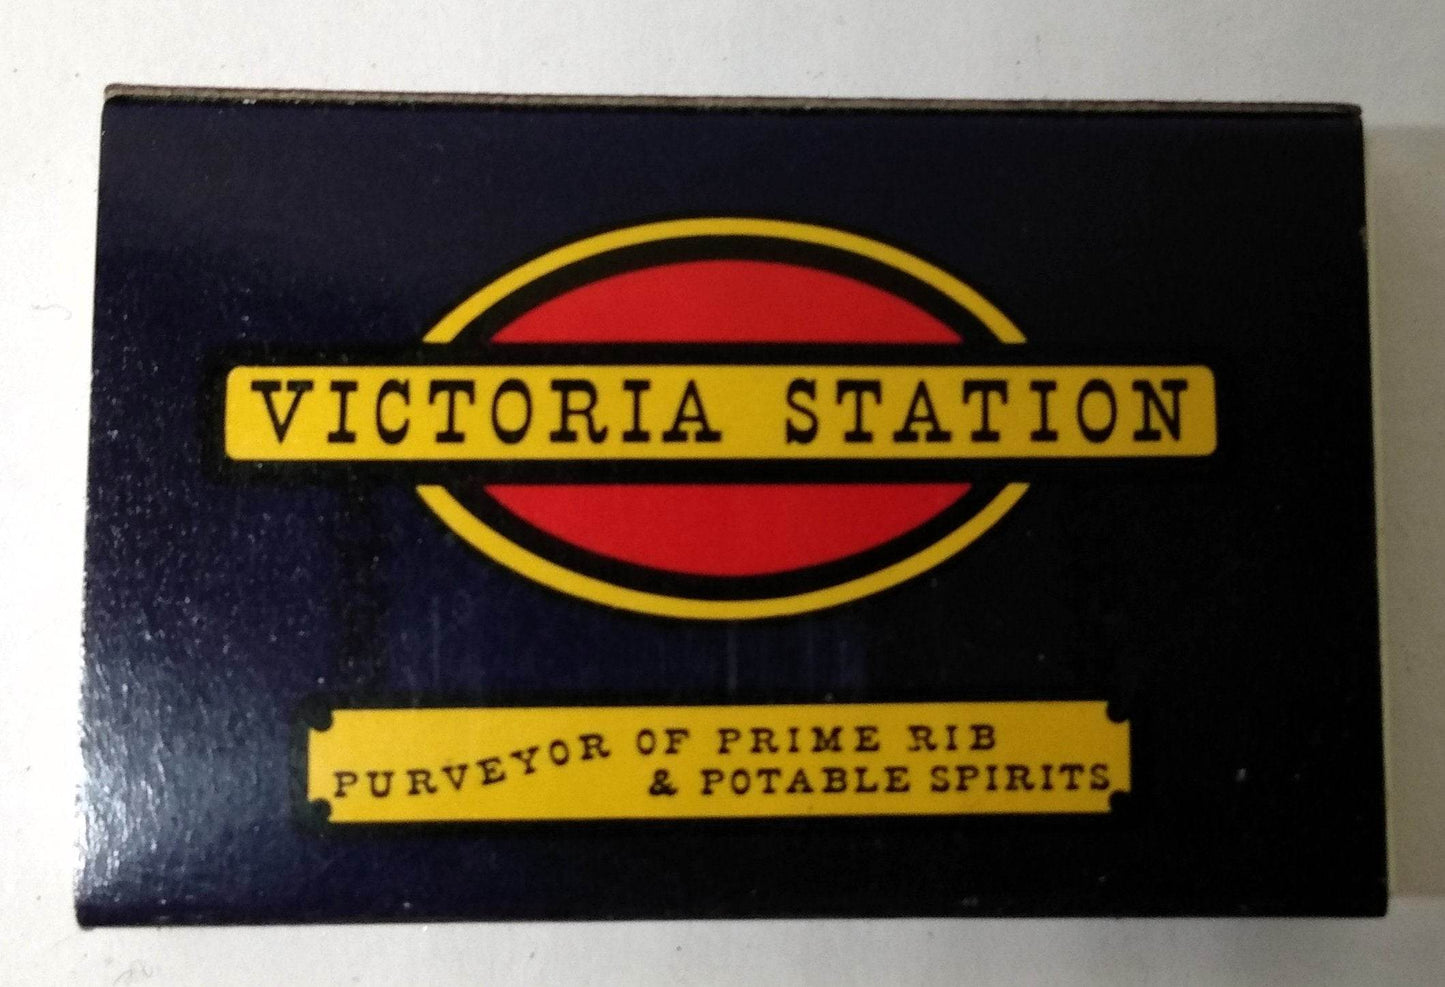 VICTORIA STATION
PURVEYOR OF PRIME RIB
& POTABLE SPIRITS